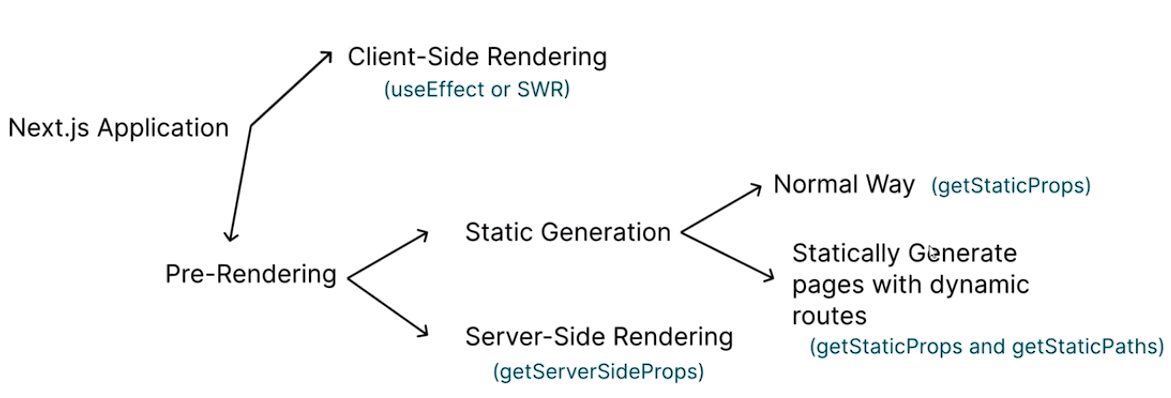 Client-Side Rendering
(useEffect or SWR)
Next.js Application
Normal Way (getStaticProps)
Static Generation
Statically Generate
pages with dynamic
routes
(getStaticProps and getStaticPaths)
Pre-Rendering
Server-Side Rendering
(getServerSideProps)